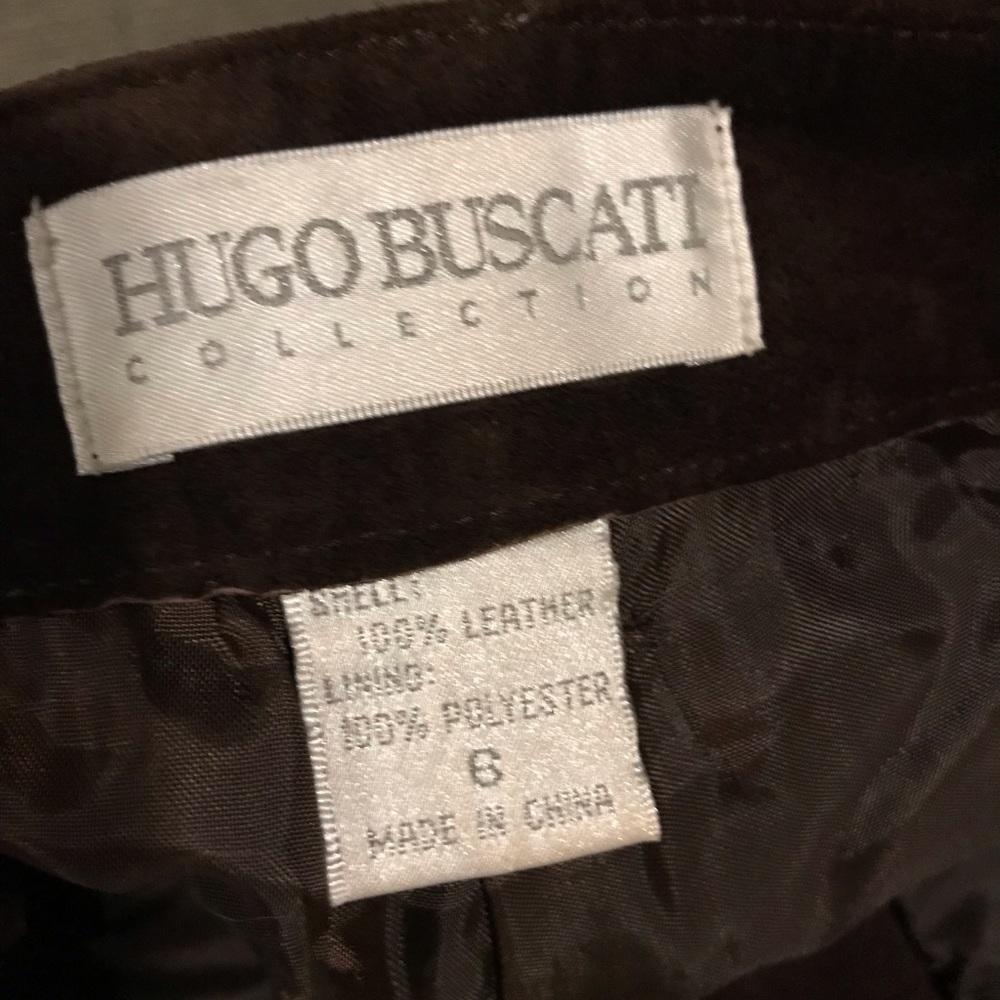 HUGO BUSCATI
COLLECTION
SHELL:
100% LEATHER
LINING:
100% POLYESTER
6
MADE IN CHINA